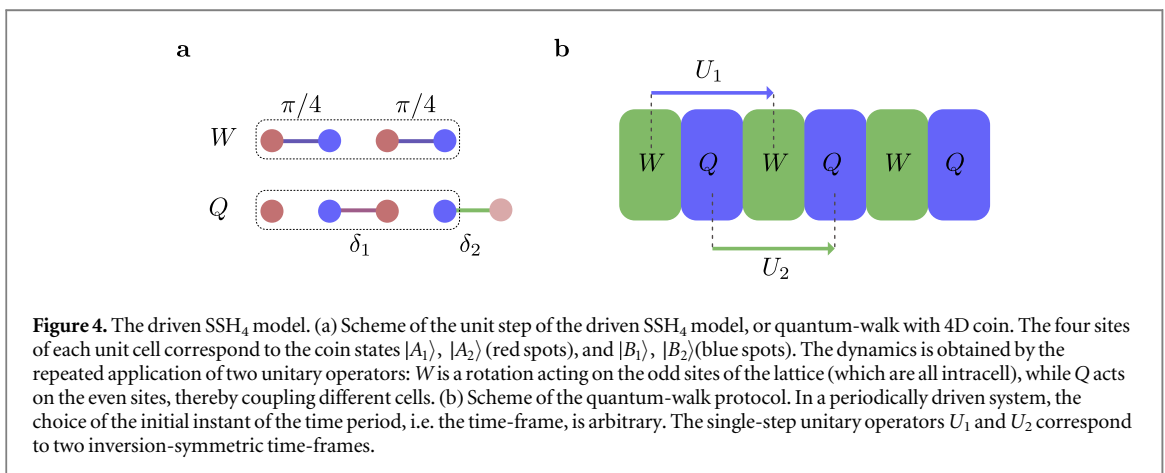 a
b
π/4 π/4
W
Q
δ₁ δ₂
U₁
W Q W Q W Q
U₂
Figure 4. The driven SSH₄ model. (a) Scheme of the unit step of the driven SSH₄ model, or quantum-walk with 4D coin. The four sites
of each unit cell correspond to the coin states |A₁⟩, |A₂⟩ (red spots), and |B₁⟩, |B₂⟩(blue spots). The dynamics is obtained by the
repeated application of two unitary operators: W is a rotation acting on the odd sites of the lattice (which are all intracell), while Q acts
on the even sites, thereby coupling different cells. (b) Scheme of the quantum-walk protocol. In a periodically driven system, the
choice of the initial instant of the time period, i.e. the time-frame, is arbitrary. The single-step unitary operators U₁ and U₂ correspond
to two inversion-symmetric time-frames.